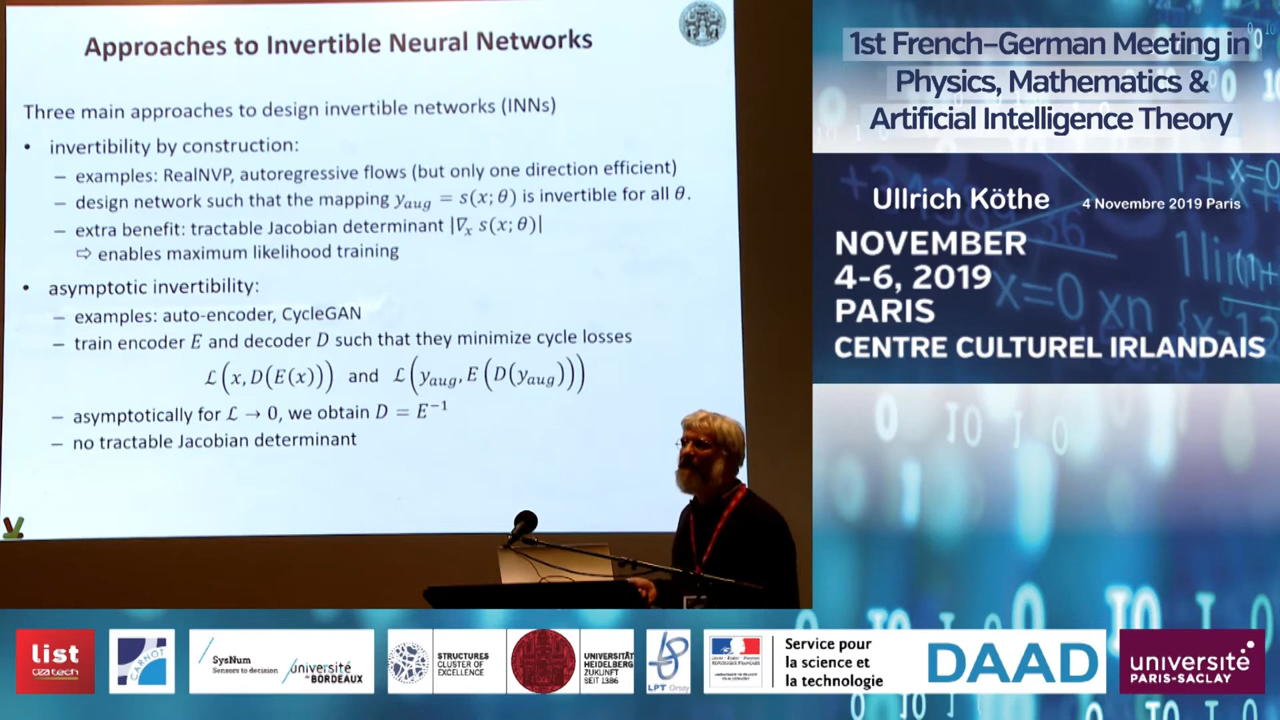 Approaches to Invertible Neural Networks
Three main approaches to design invertible networks (INNs)
• invertibility by construction:
– examples: RealNVP, autoregressive flows (but only one direction efficient)
– design network such that the mapping y_aug = s(x; θ) is invertible for all θ.
– extra benefit: tractable Jacobian determinant |∇_x s(x; θ)|
⇨ enables maximum likelihood training
• asymptotic invertibility:
– examples: auto-encoder, CycleGAN
– train encoder E and decoder D such that they minimize cycle losses
ℒ(x, D(E(x))) and ℒ(y_aug, E(D(y_aug)))
– asymptotically for ℒ → 0, we obtain D = E⁻¹
– no tractable Jacobian determinant
1st French–German Meeting in
Physics, Mathematics &
Artificial Intelligence Theory
Ullrich Köthe 4 Novembre 2019 Paris
NOVEMBER
4-6, 2019
PARIS
CENTRE CULTUREL IRLANDAIS
list
cea tech
CARNOT
SysNum
Sensors to decision
université
de BORDEAUX
STRUCTURES
CLUSTER OF
EXCELLENCE
UNIVERSITÄT
HEIDELBERG
ZUKUNFT
SEIT 1386
LPT Orsay
Service pour
la science et
la technologie
DAAD
université
PARIS-SACLAY